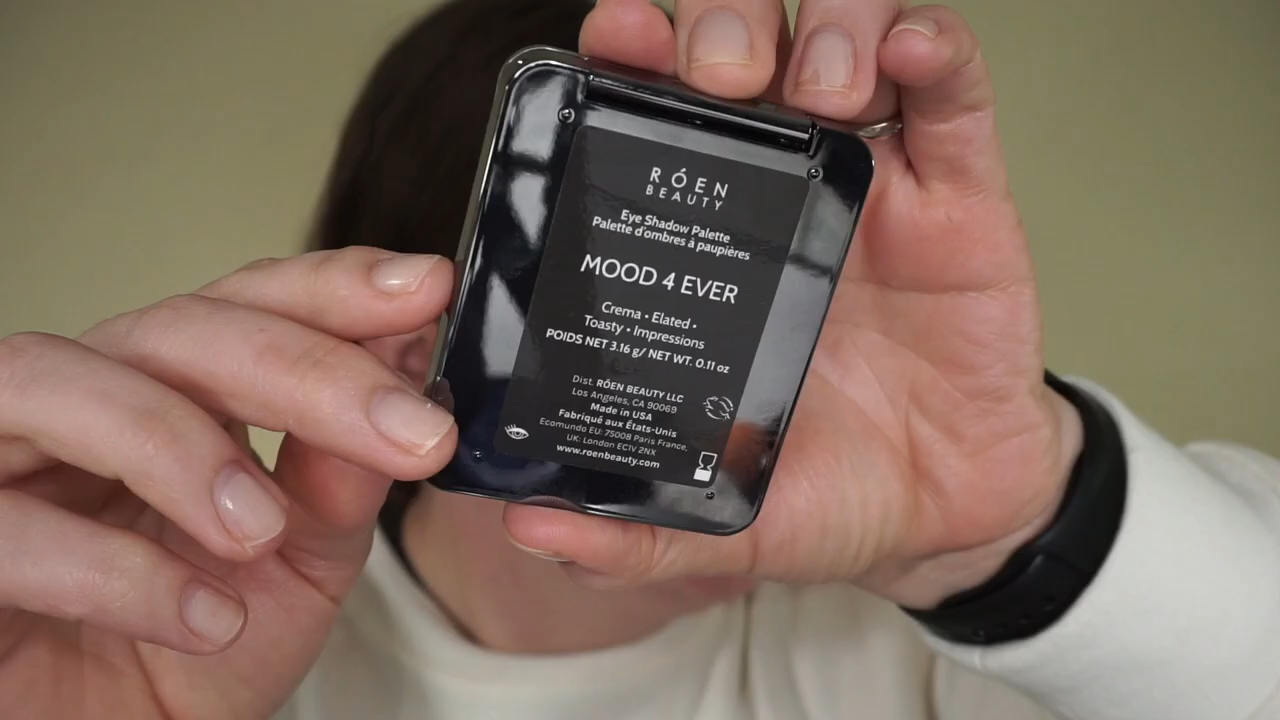 RÓEN
BEAUTY
Eye Shadow Palette
Palette d'ombres à paupières
MOOD 4 EVER
Crema • Elated •
Toasty • Impressions
POIDS NET 3.16 g/ NET WT. 0.11 oz
Dist. RÓEN BEAUTY LLC
Los Angeles, CA 90069
Made in USA
Fabriqué aux États-Unis
Ecomundo EU: 75008 Paris France,
UK: London EC1V 2NX
www.roenbeauty.com